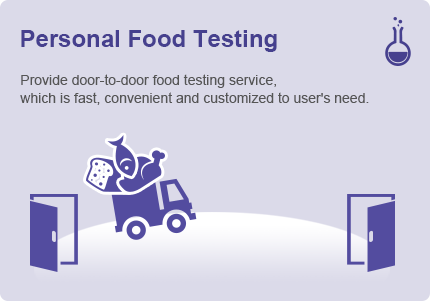 Personal Food Testing
Provide door-to-door food testing service,
which is fast, convenient and customized to user's need.